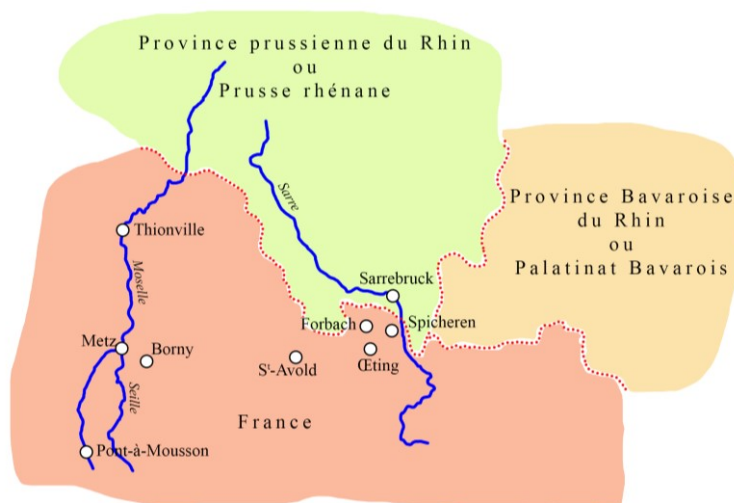 Province prussienne du Rhin
ou
Prusse rhénane
Province Bavaroise
du Rhin
ou
Palatinat Bavarois
Sarre
Thionville
Moselle
Sarrebruck
Forbach
Spicheren
Metz
Borny
St-Avold
Œting
Seille
France
Pont-à-Mousson